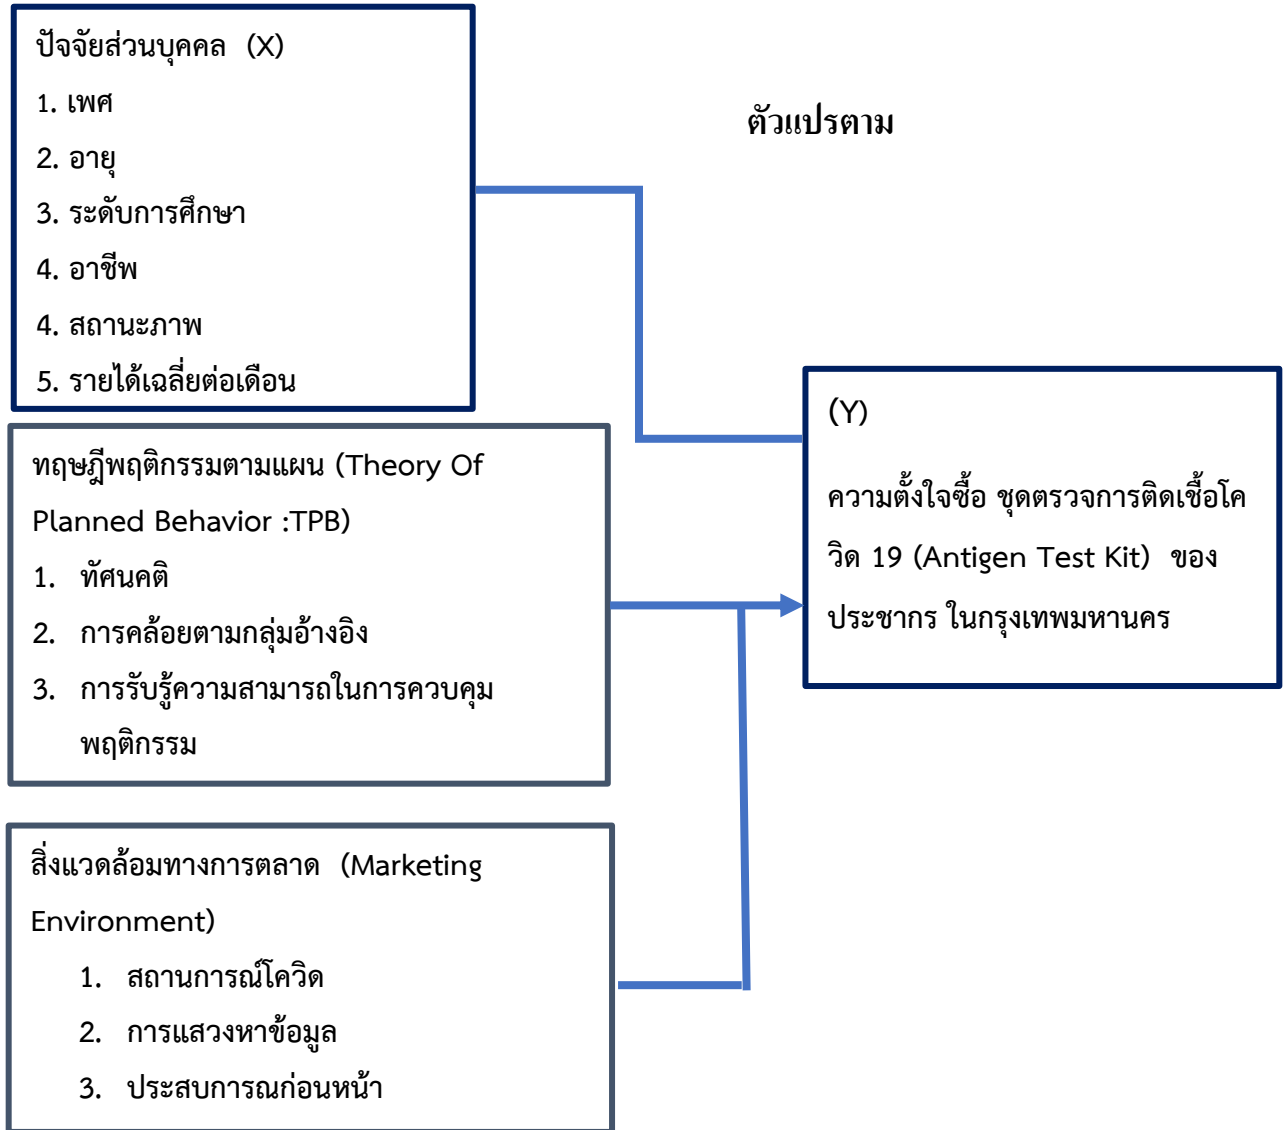 ปัจจัยส่วนบุคคล (X)
1. เพศ
2. อายุ
3. ระดับการศึกษา
4. อาชีพ
4. สถานะภาพ
5. รายได้เฉลี่ยต่อเดือน
ตัวแปรตาม
ทฤษฎีพฤติกรรมตามแผน (Theory Of
Planned Behavior :TPB)
1. ทัศนคติ
2. การคล้อยตามกลุ่มอ้างอิง
3. การรับรู้ความสามารถในการควบคุม
พฤติกรรม
สิ่งแวดล้อมทางการตลาด (Marketing
Environment)
1. สถานการณ์โควิด
2. การแสวงหาข้อมูล
3. ประสบการณก่อนหน้า
(Y)
ความตั้งใจซื้อ ชุดตรวจการติดเชื้อโค
วิด 19 (Antigen Test Kit) ของ
ประชากร ในกรุงเทพมหานคร